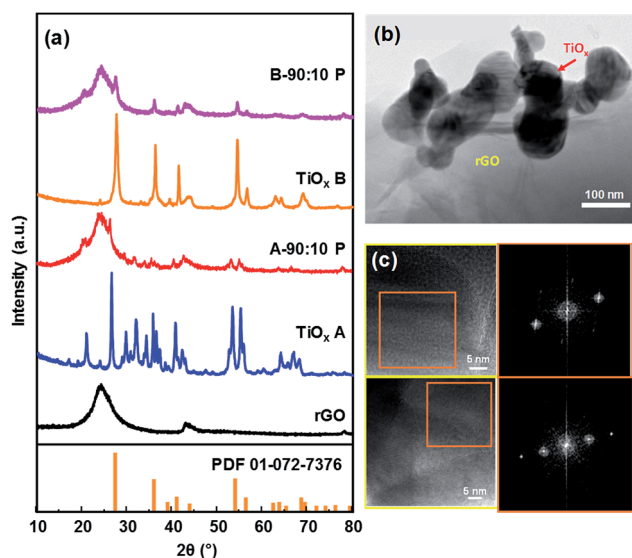 (a)
B-90:10 P
TiOₓ B
A-90:10 P
TiOₓ A
rGO
PDF 01-072-7376
Intensity (a.u.)
10 20 30 40 50 60 70 80
2θ (°)
(b)
TiOₓ
rGO
100 nm
(c)
5 nm
5 nm